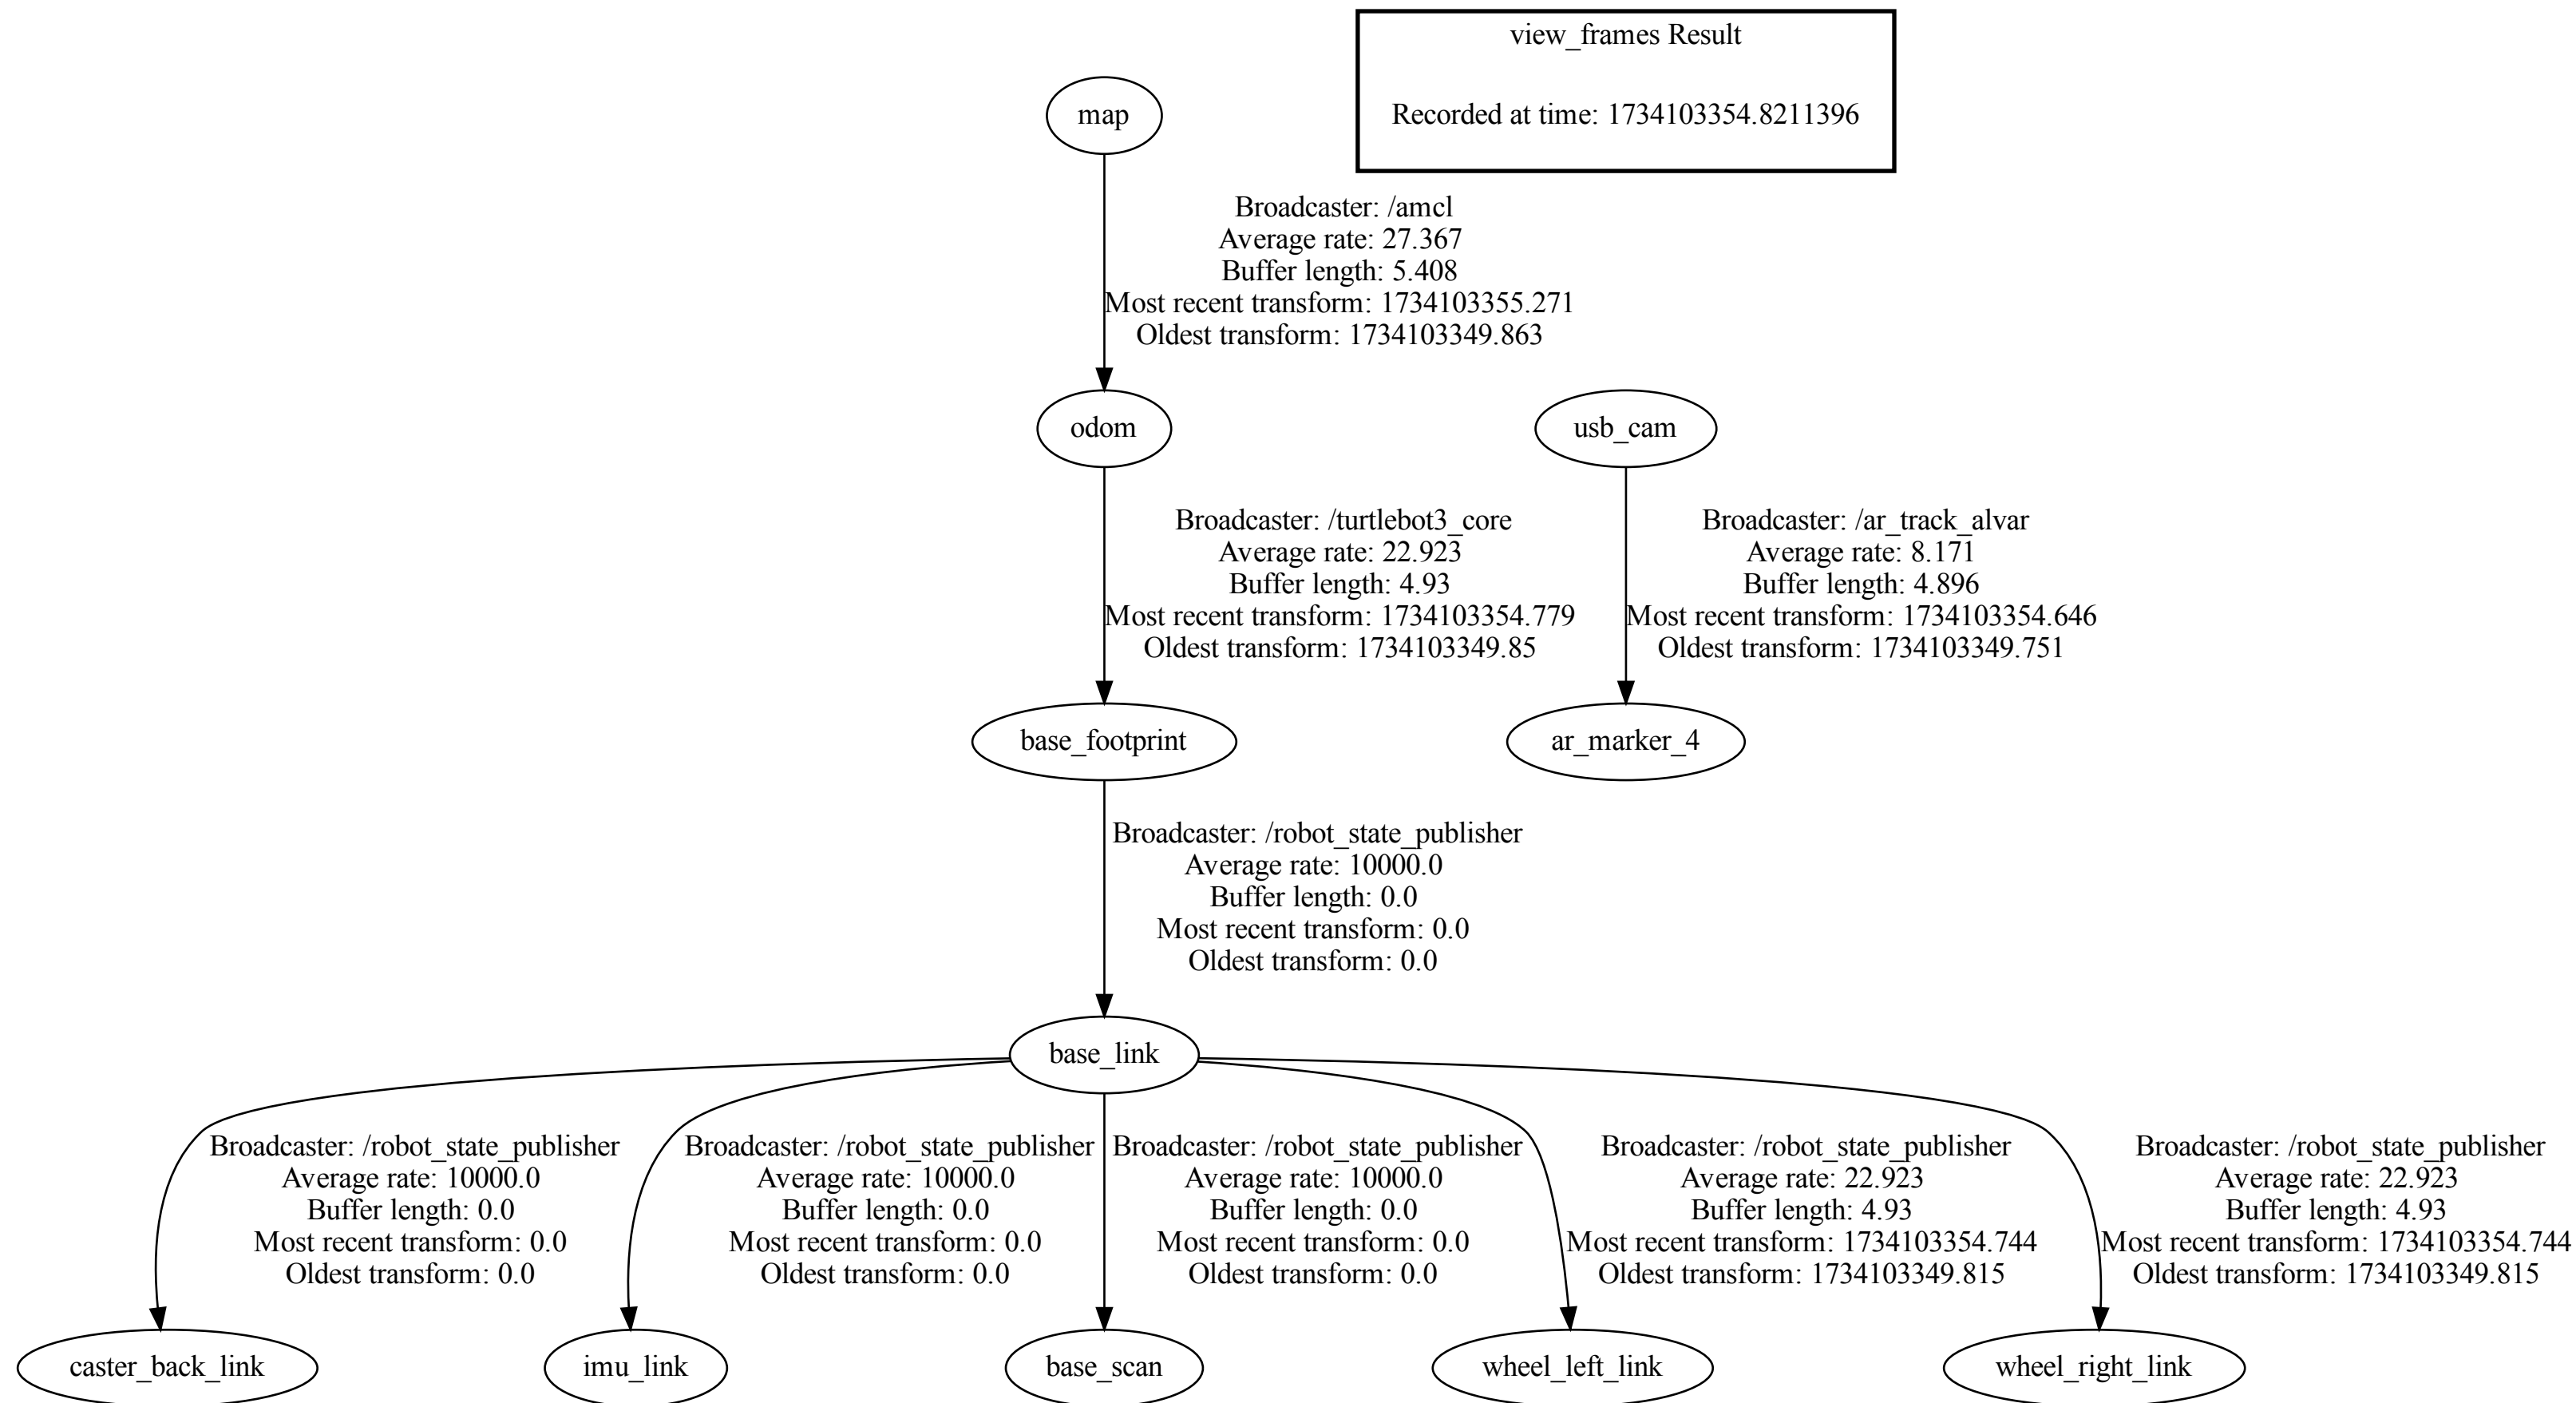 view_frames Result
Recorded at time: 1734103354.8211396
map
Broadcaster: /amcl
Average rate: 27.367
Buffer length: 5.408
Most recent transform: 1734103355.271
Oldest transform: 1734103349.863
odom
usb_cam
Broadcaster: /turtlebot3_core
Average rate: 22.923
Buffer length: 4.93
Most recent transform: 1734103354.779
Oldest transform: 1734103349.85
Broadcaster: /ar_track_alvar
Average rate: 8.171
Buffer length: 4.896
Most recent transform: 1734103354.646
Oldest transform: 1734103349.751
base_footprint
ar_marker_4
Broadcaster: /robot_state_publisher
Average rate: 10000.0
Buffer length: 0.0
Most recent transform: 0.0
Oldest transform: 0.0
base_link
Broadcaster: /robot_state_publisher
Average rate: 10000.0
Buffer length: 0.0
Most recent transform: 0.0
Oldest transform: 0.0
Broadcaster: /robot_state_publisher
Average rate: 10000.0
Buffer length: 0.0
Most recent transform: 0.0
Oldest transform: 0.0
Broadcaster: /robot_state_publisher
Average rate: 10000.0
Buffer length: 0.0
Most recent transform: 0.0
Oldest transform: 0.0
Broadcaster: /robot_state_publisher
Average rate: 22.923
Buffer length: 4.93
Most recent transform: 1734103354.744
Oldest transform: 1734103349.815
Broadcaster: /robot_state_publisher
Average rate: 22.923
Buffer length: 4.93
Most recent transform: 1734103354.744
Oldest transform: 1734103349.815
caster_back_link
imu_link
base_scan
wheel_left_link
wheel_right_link